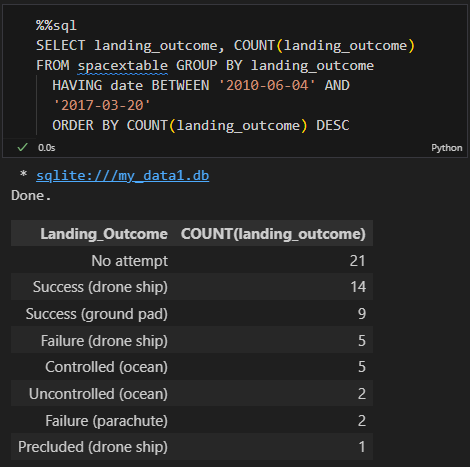 %%sql
SELECT landing_outcome, COUNT(landing_outcome)
FROM spacextable GROUP BY landing_outcome
HAVING date BETWEEN '2010-06-04' AND
'2017-03-20'
ORDER BY COUNT(landing_outcome) DESC
0.0s Python
* sqlite:///my_data1.db
Done.
Landing_Outcome COUNT(landing_outcome)
No attempt 21
Success (drone ship) 14
Success (ground pad) 9
Failure (drone ship) 5
Controlled (ocean) 5
Uncontrolled (ocean) 2
Failure (parachute) 2
Precluded (drone ship) 1